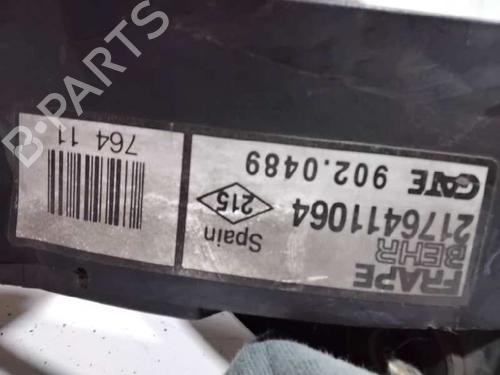 FRAPE
BEHR
2176411064
GATE 902.0489
Spain
215
764 11
B-PARTS